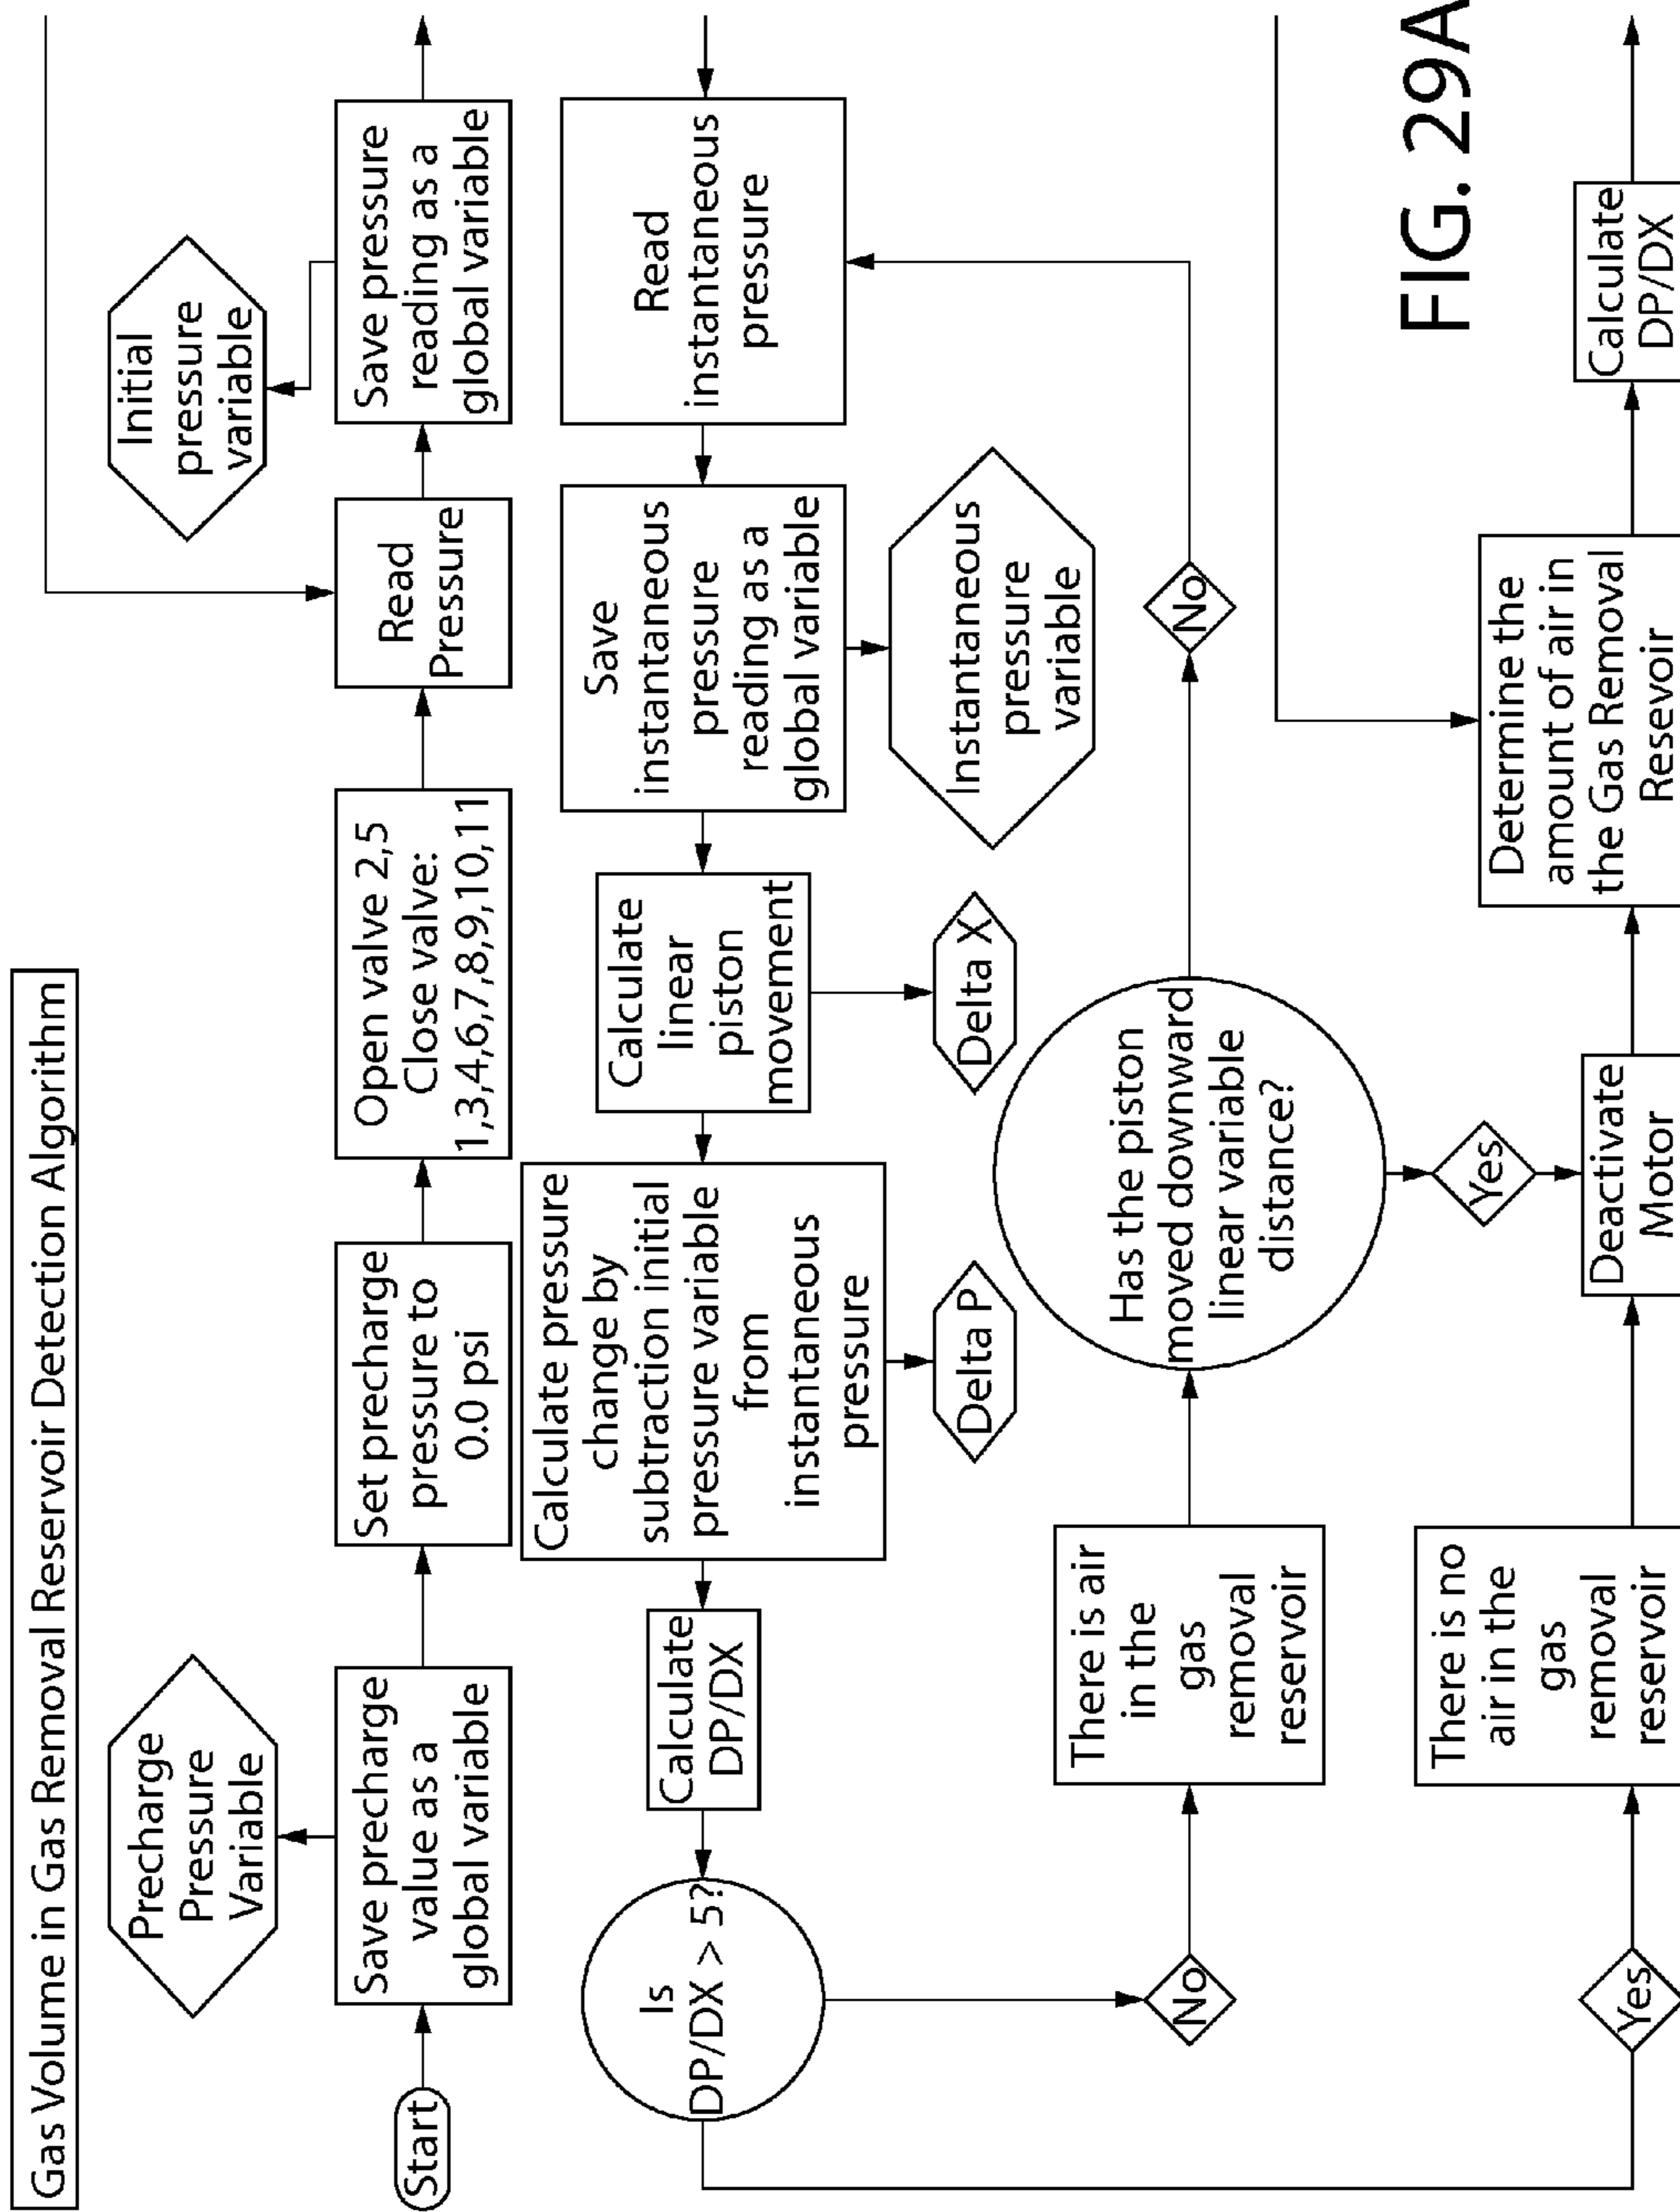 Gas Volume in Gas Removal Reservoir Detection Algorithm
Precharge
Pressure
Variable
Initial
pressure
variable
Start
Save precharge
value as a
global variable
Set precharge
pressure to
0.0 psi
Open valve 2,5
Close valve:
1,3,4,6,7,8,9,10,11
Read
Pressure
Save pressure
reading as a
global variable
Is
DP/DX > 5?
Calculate
DP/DX
Calculate pressure
change by
subtraction initial
pressure variable
from
instantaneous
pressure
Calculate
linear
piston
movement
Save
instantaneous
pressure
reading as a
global variable
Read
instantaneous
pressure
Delta P
Delta X
Instantaneous
pressure
variable
No
There is air
in the
gas
removal
reservoir
Has the piston
moved downward
linear variable
distance?
No
Yes
FIG. 29A
Yes
There is no
air in the
gas
removal
reservoir
Deactivate
Motor
Determine the
amount of air in
the Gas Removal
Resevoir
Calculate
DP/DX